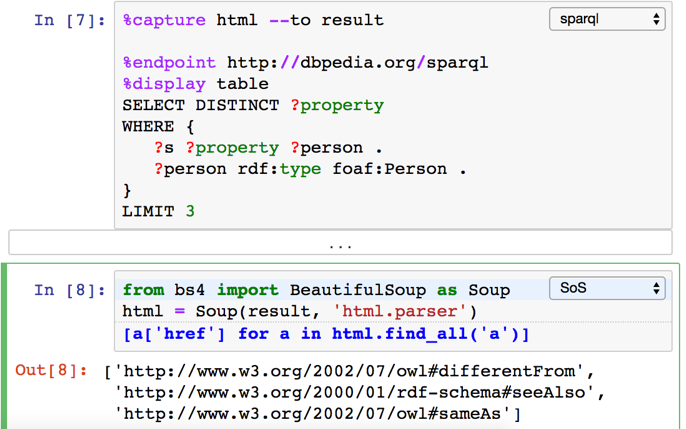 In [7]:
%capture html --to result
sparql
%endpoint http://dbpedia.org/sparql
%display table
SELECT DISTINCT ?property
WHERE {
?s ?property ?person .
?person rdf:type foaf:Person .
}
LIMIT 3
...
In [8]:
from bs4 import BeautifulSoup as Soup
SoS
html = Soup(result, 'html.parser')
[a['href'] for a in html.find_all('a')]
Out[8]:
['http://www.w3.org/2002/07/owl#differentFrom',
'http://www.w3.org/2000/01/rdf-schema#seeAlso',
'http://www.w3.org/2002/07/owl#sameAs']